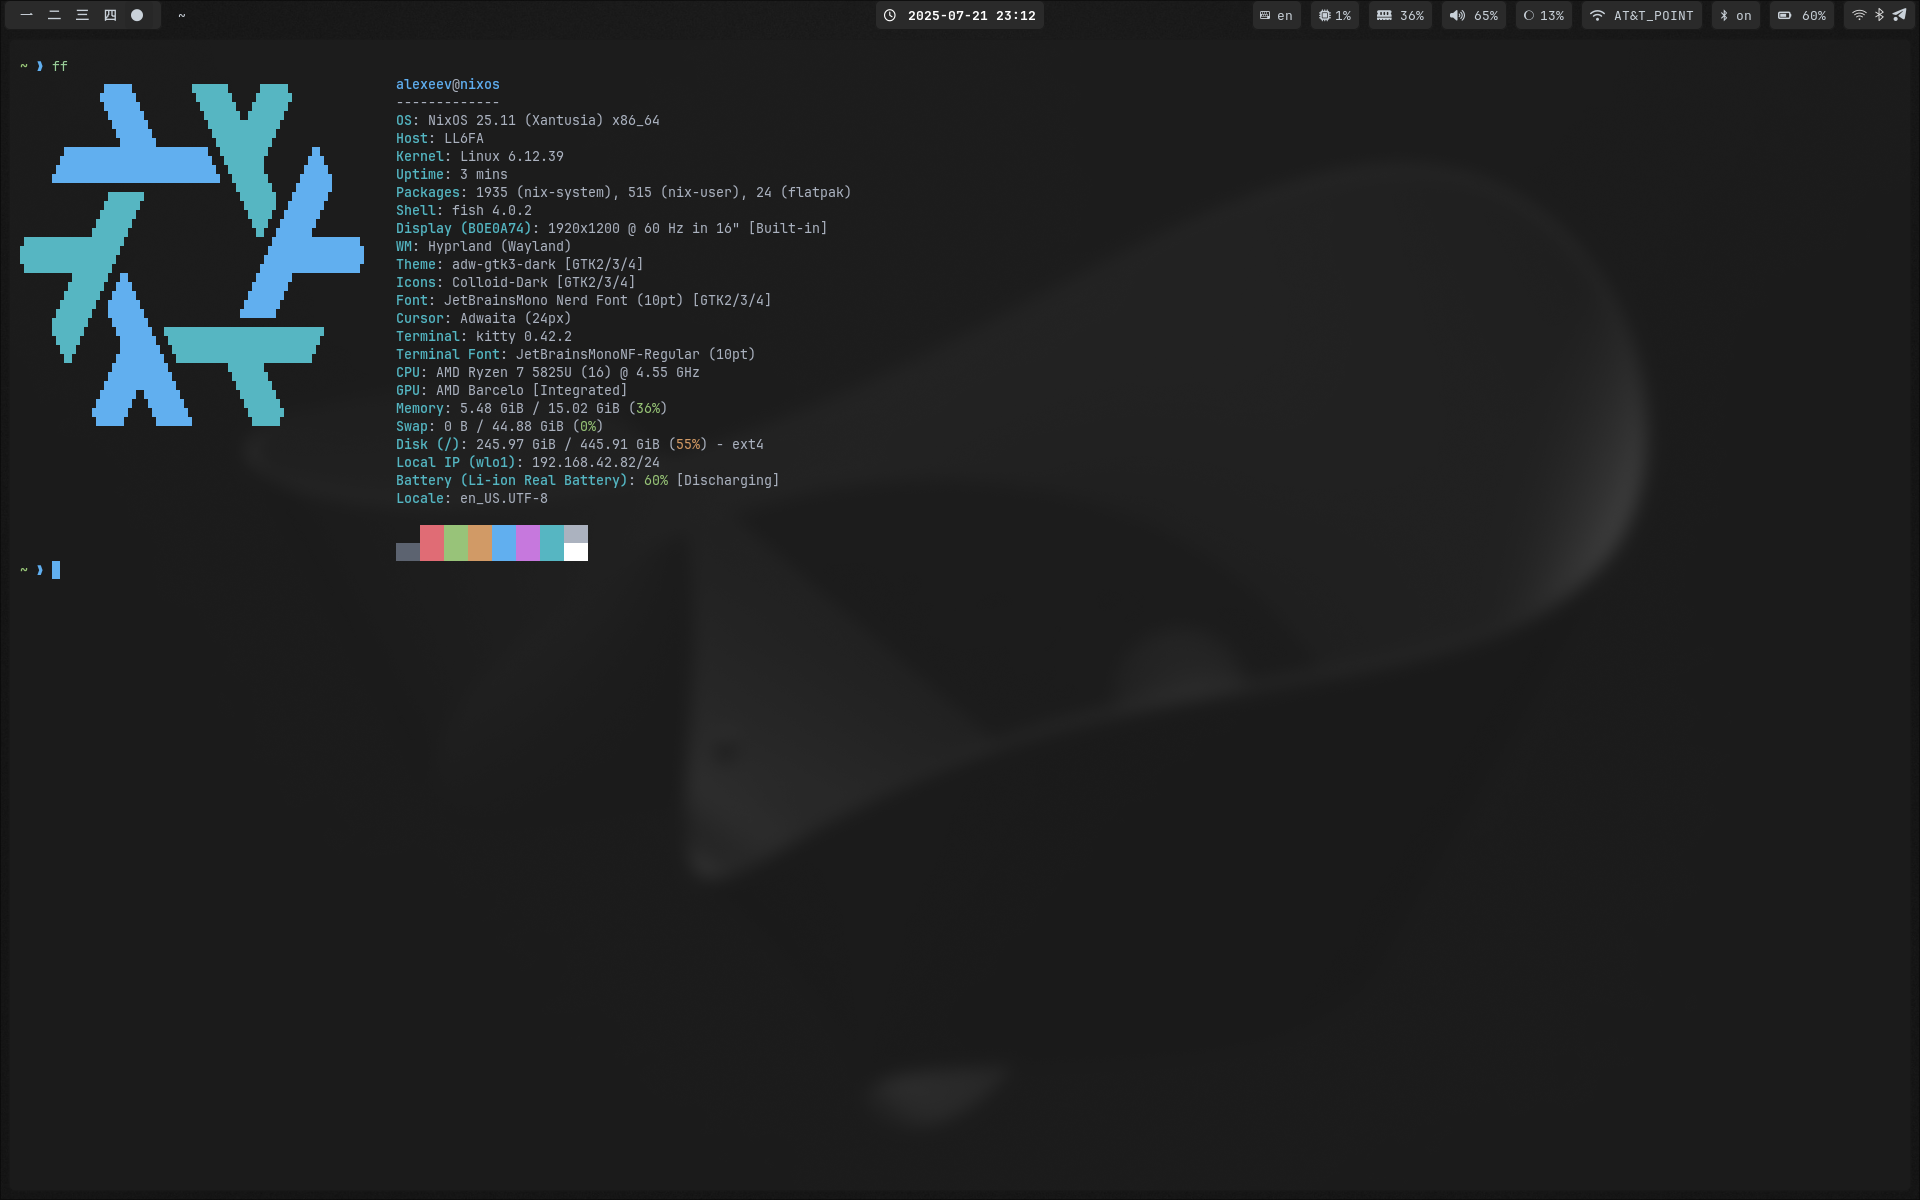 一 二 三 四 ~ 2025-07-21 23:12 en 1% 36% 65% 13% AT&T_POINT on 60%
~ ❱ ff
alexeev@nixos
-------------
OS: NixOS 25.11 (Xantusia) x86_64
Host: LL6FA
Kernel: Linux 6.12.39
Uptime: 3 mins
Packages: 1935 (nix-system), 515 (nix-user), 24 (flatpak)
Shell: fish 4.0.2
Display (BOE0A74): 1920x1200 @ 60 Hz in 16" [Built-in]
WM: Hyprland (Wayland)
Theme: adw-gtk3-dark [GTK2/3/4]
Icons: Colloid-Dark [GTK2/3/4]
Font: JetBrainsMono Nerd Font (10pt) [GTK2/3/4]
Cursor: Adwaita (24px)
Terminal: kitty 0.42.2
Terminal Font: JetBrainsMonoNF-Regular (10pt)
CPU: AMD Ryzen 7 5825U (16) @ 4.55 GHz
GPU: AMD Barcelo [Integrated]
Memory: 5.48 GiB / 15.02 GiB (36%)
Swap: 0 B / 44.88 GiB (0%)
Disk (/): 245.97 GiB / 445.91 GiB (55%) - ext4
Local IP (wlo1): 192.168.42.82/24
Battery (Li-ion Real Battery): 60% [Discharging]
Locale: en_US.UTF-8
~ ❱